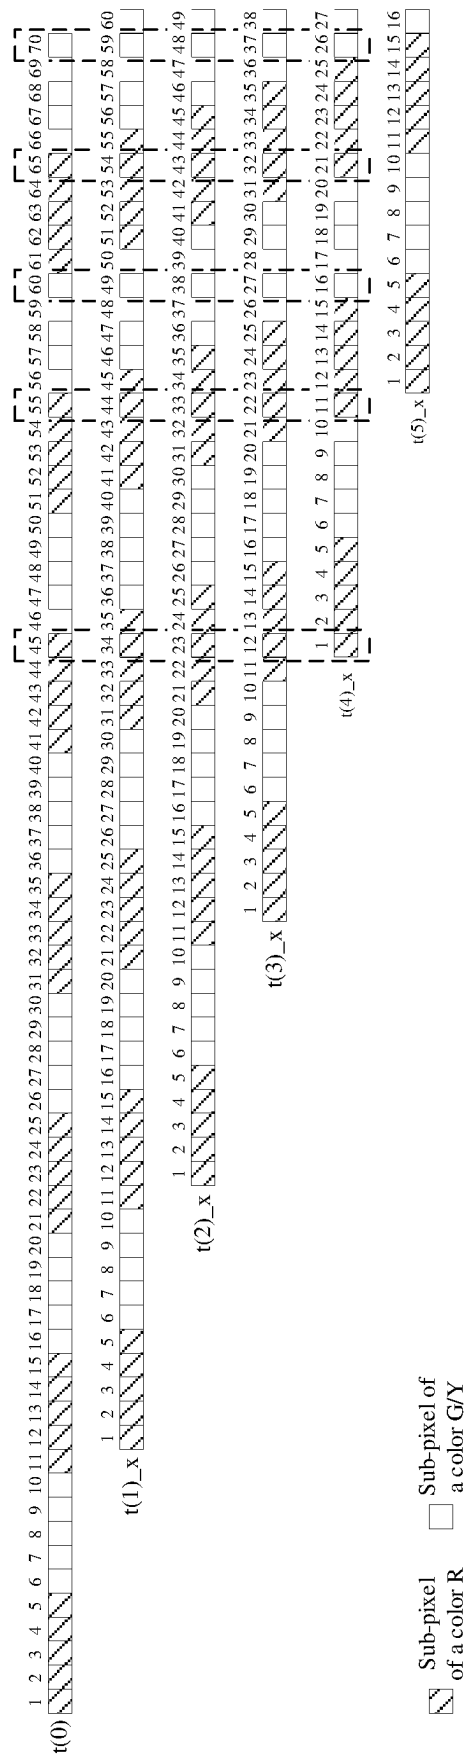 1 2 3 4 5 6 7 8 9 10 11 12 13 14 15 16 17 18 19 20 21 22 23 24 25 26 27 28 29 30 31 32 33 34 35 36 37 38 39 40 41 42 43 44 45 46 47 48 49 50 51 52 53 54 55 56 57 58 59 60 61 62 63 64 65 66 67 68 69 70
t(0)
1 2 3 4 5 6 7 8 9 10 11 12 13 14 15 16 17 18 19 20 21 22 23 24 25 26 27 28 29 30 31 32 33 34 35 36 37 38 39 40 41 42 43 44 45 46 47 48 49 50 51 52 53 54 55 56 57 58 59 60
t(1)_x
1 2 3 4 5 6 7 8 9 10 11 12 13 14 15 16 17 18 19 20 21 22 23 24 25 26 27 28 29 30 31 32 33 34 35 36 37 38 39 40 41 42 43 44 45 46 47 48 49
t(2)_x
1 2 3 4 5 6 7 8 9 10 11 12 13 14 15 16 17 18 19 20 21 22 23 24 25 26 27 28 29 30 31 32 33 34 35 36 37 38
t(3)_x
1 2 3 4 5 6 7 8 9 10 11 12 13 14 15 16 17 18 19 20 21 22 23 24 25 26 27
t(4)_x
1 2 3 4 5 6 7 8 9 10 11 12 13 14 15 16
t(5)_x
Sub-pixel
of a color R
Sub-pixel of
a color G/Y